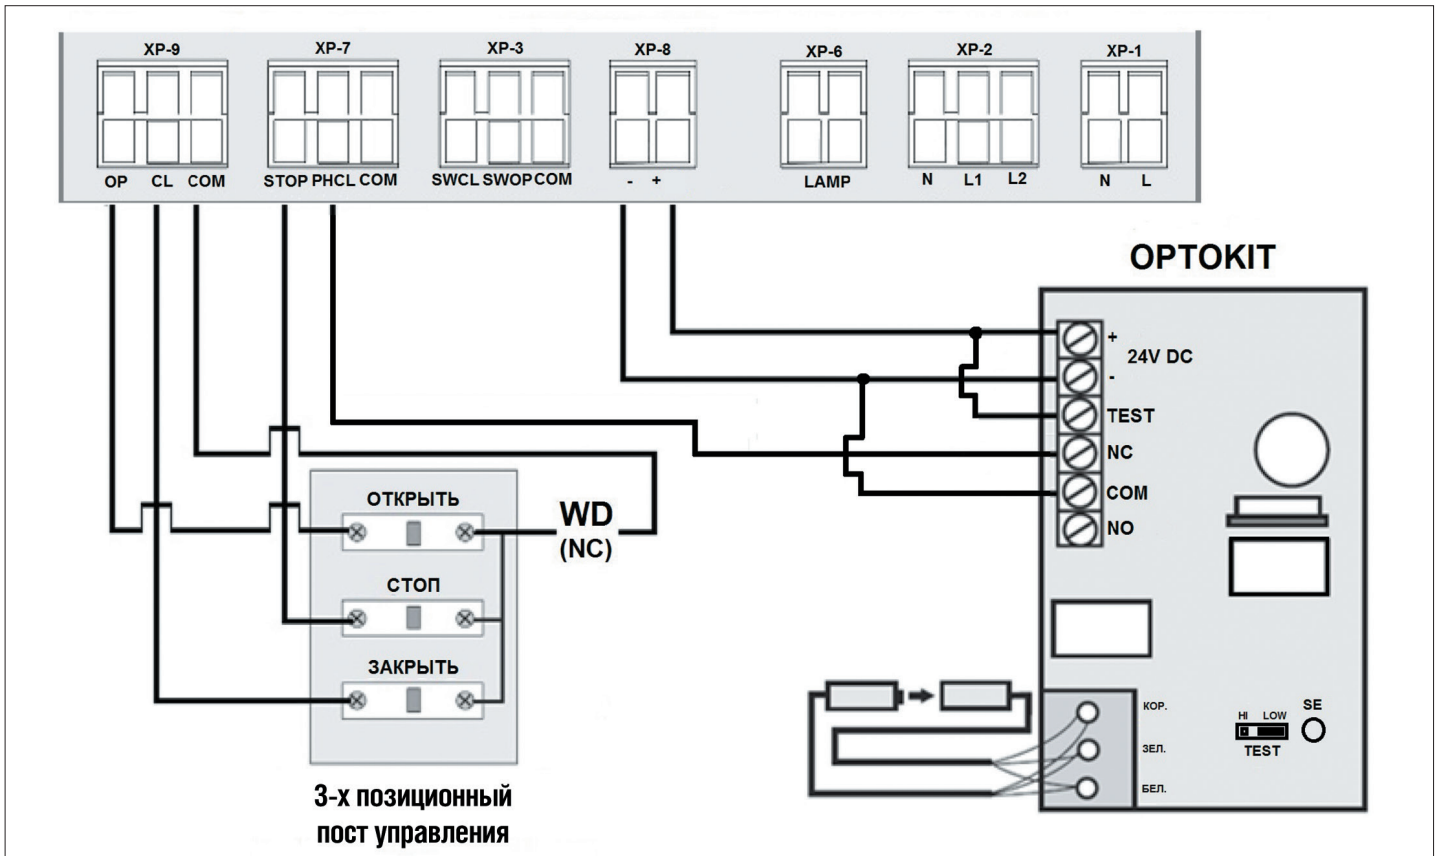 XP-9 XP-7 XP-3 XP-8 XP-6 XP-2 XP-1
OP CL COM STOP PHCL COM SWCL SWOP COM - + LAMP N L1 L2 N L
OPTOKIT
+
24V DC
-
TEST
NC
COM
NO
ОТКРЫТЬ
WD
(NC)
СТОП
ЗАКРЫТЬ
3-х позиционный
пост управления
КОР.
ЗЕЛ.
БЕЛ.
HI LOW
TEST
SE